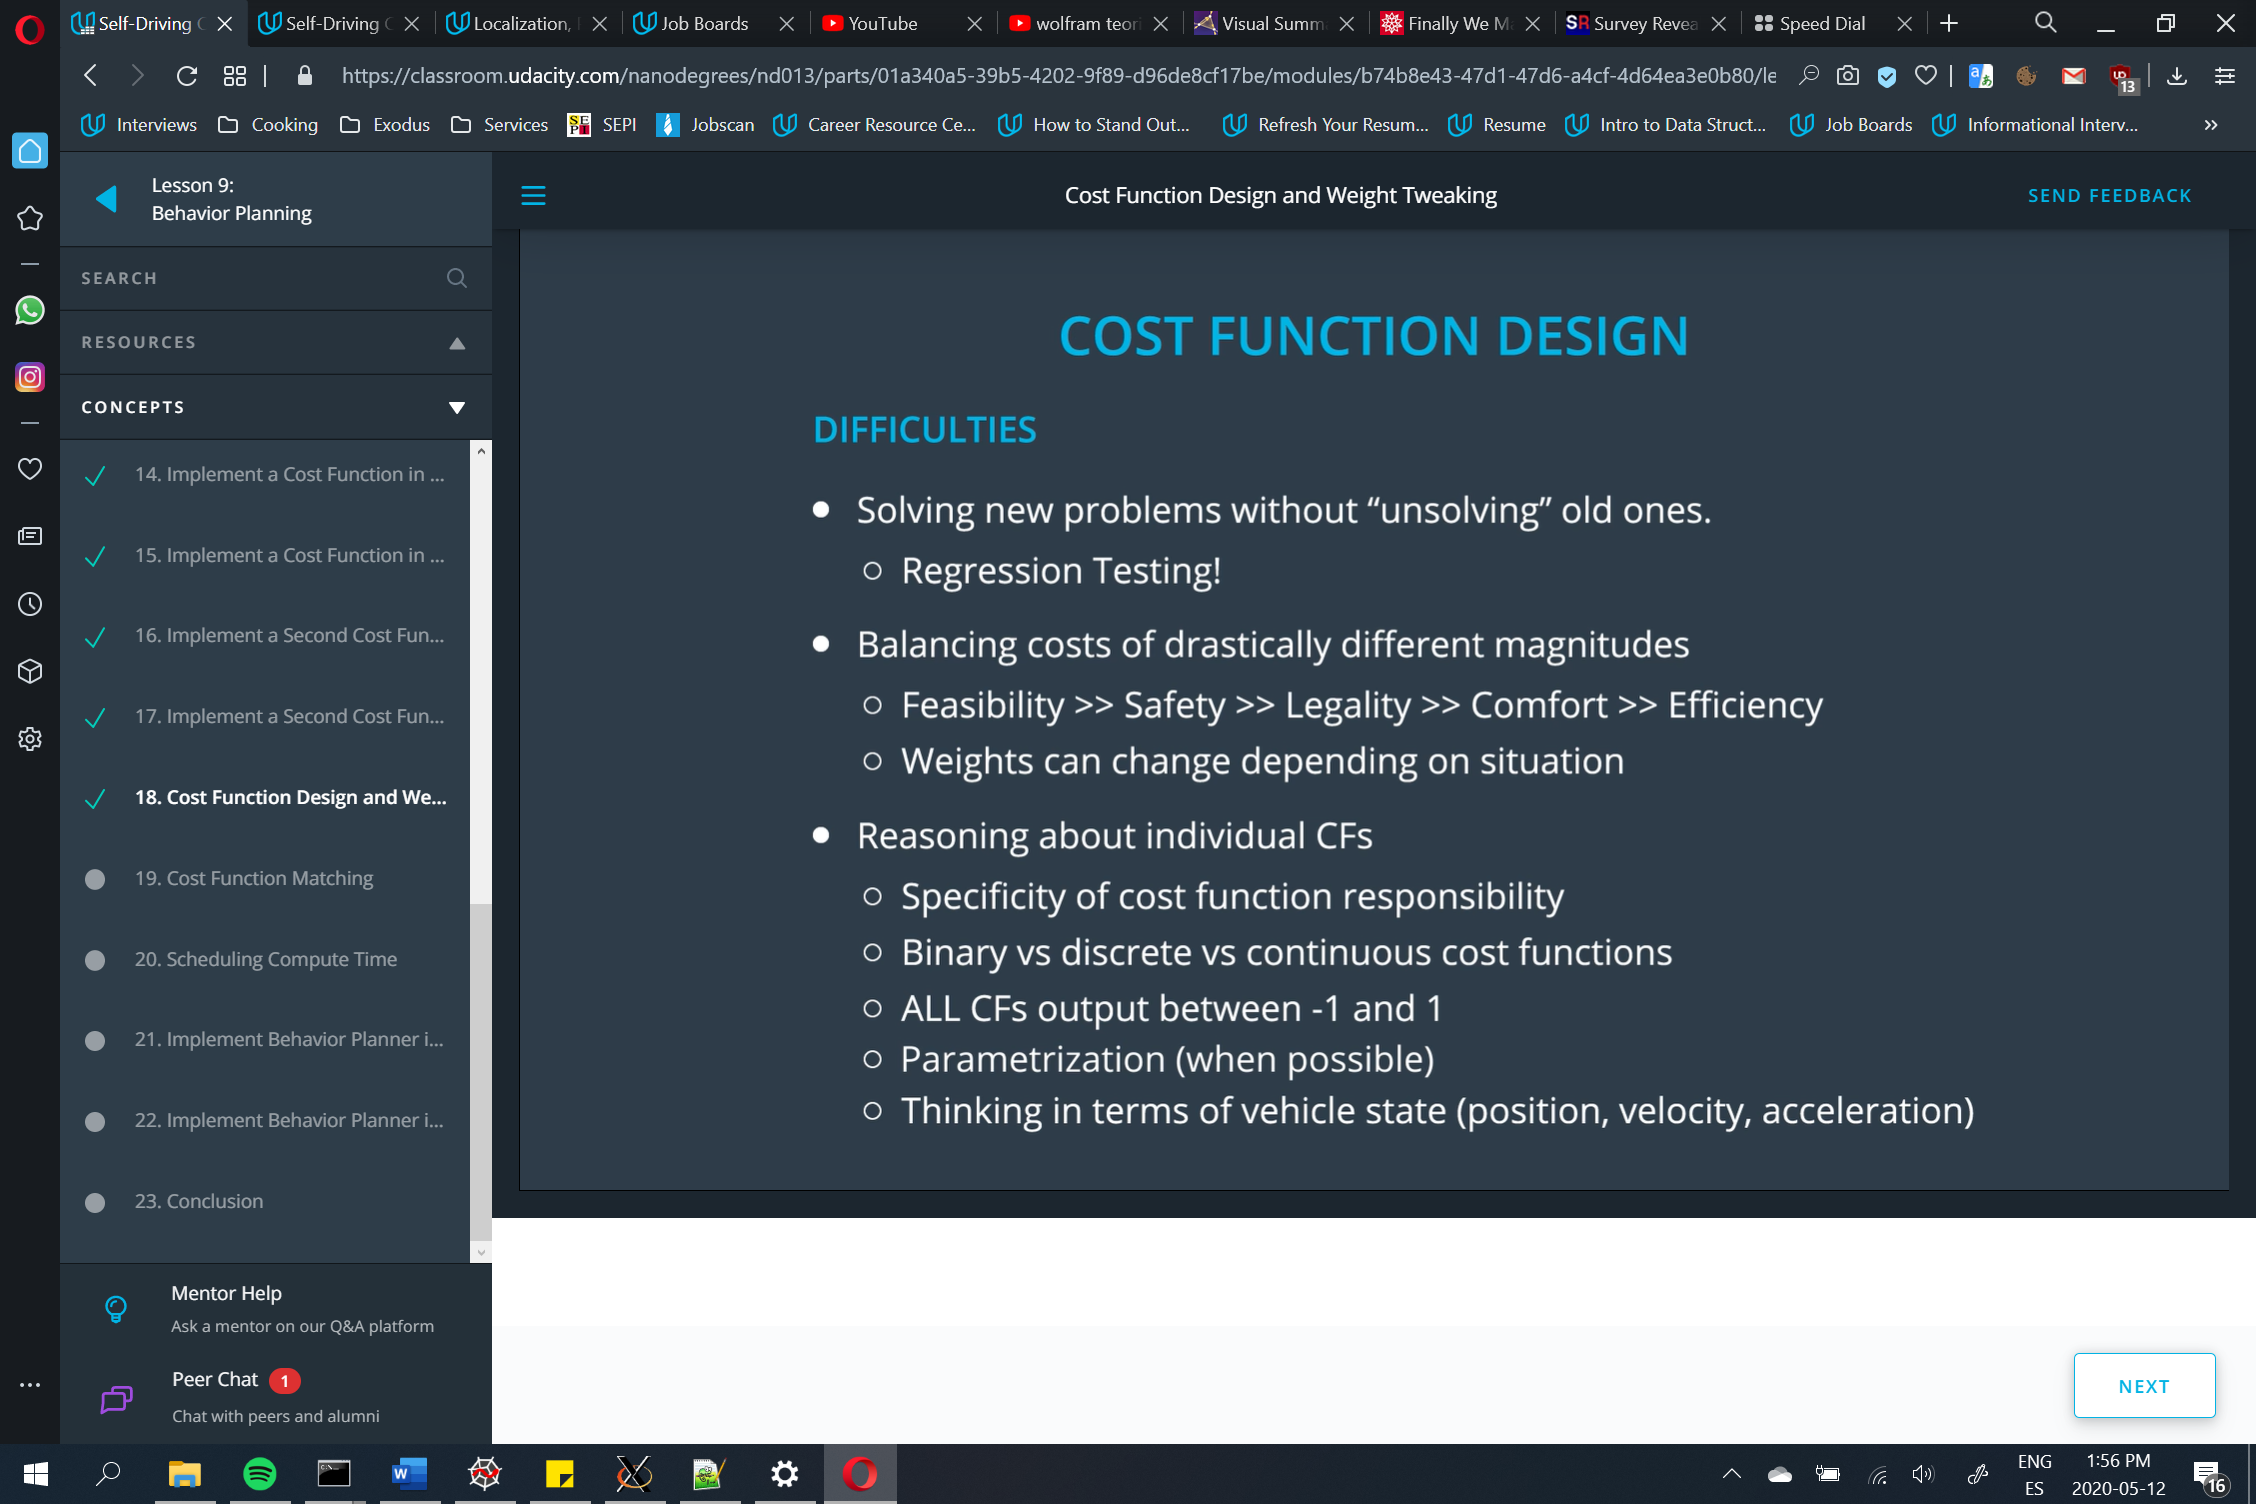 Self-Driving
Self-Driving
Localization,
Job Boards
YouTube
wolfram teori
Visual Summ
Finally We M
SR Survey Revea
Speed Dial
https://classroom.udacity.com/nanodegrees/nd013/parts/01a340a5-39b5-4202-9f89-d96de8cf17be/modules/b74b8e43-47d1-47d6-a4cf-4d64ea3e0b80/le
13
Interviews
Cooking
Exodus
Services
SEPI
Jobscan
Career Resource Ce...
How to Stand Out...
Refresh Your Resum...
Resume
Intro to Data Struct...
Job Boards
Informational Interv...
Lesson 9:
Behavior Planning
SEARCH
RESOURCES
CONCEPTS
14. Implement a Cost Function in ...
15. Implement a Cost Function in ...
16. Implement a Second Cost Fun...
17. Implement a Second Cost Fun...
18. Cost Function Design and We...
19. Cost Function Matching
20. Scheduling Compute Time
21. Implement Behavior Planner i...
22. Implement Behavior Planner i...
23. Conclusion
Mentor Help
Ask a mentor on our Q&A platform
Peer Chat 1
Chat with peers and alumni
Cost Function Design and Weight Tweaking
SEND FEEDBACK
COST FUNCTION DESIGN
DIFFICULTIES
Solving new problems without “unsolving” old ones.
Regression Testing!
Balancing costs of drastically different magnitudes
Feasibility >> Safety >> Legality >> Comfort >> Efficiency
Weights can change depending on situation
Reasoning about individual CFs
Specificity of cost function responsibility
Binary vs discrete vs continuous cost functions
ALL CFs output between -1 and 1
Parametrization (when possible)
Thinking in terms of vehicle state (position, velocity, acceleration)
NEXT
ENG
ES
1:56 PM
2020-05-12
16